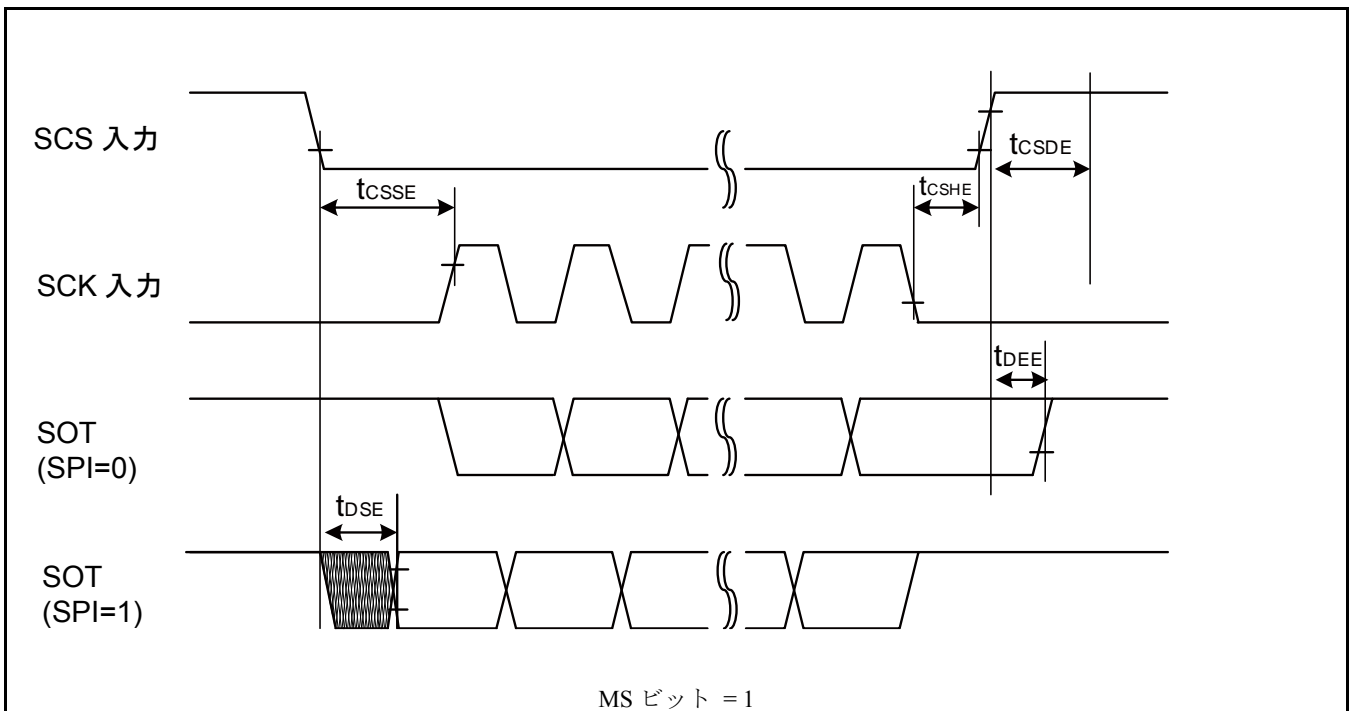 SCS 入力
tCSDE
tCSSE
tCSHE
SCK 入力
tDEE
SOT
(SPI=0)
tDSE
SOT
(SPI=1)
MS ビット = 1